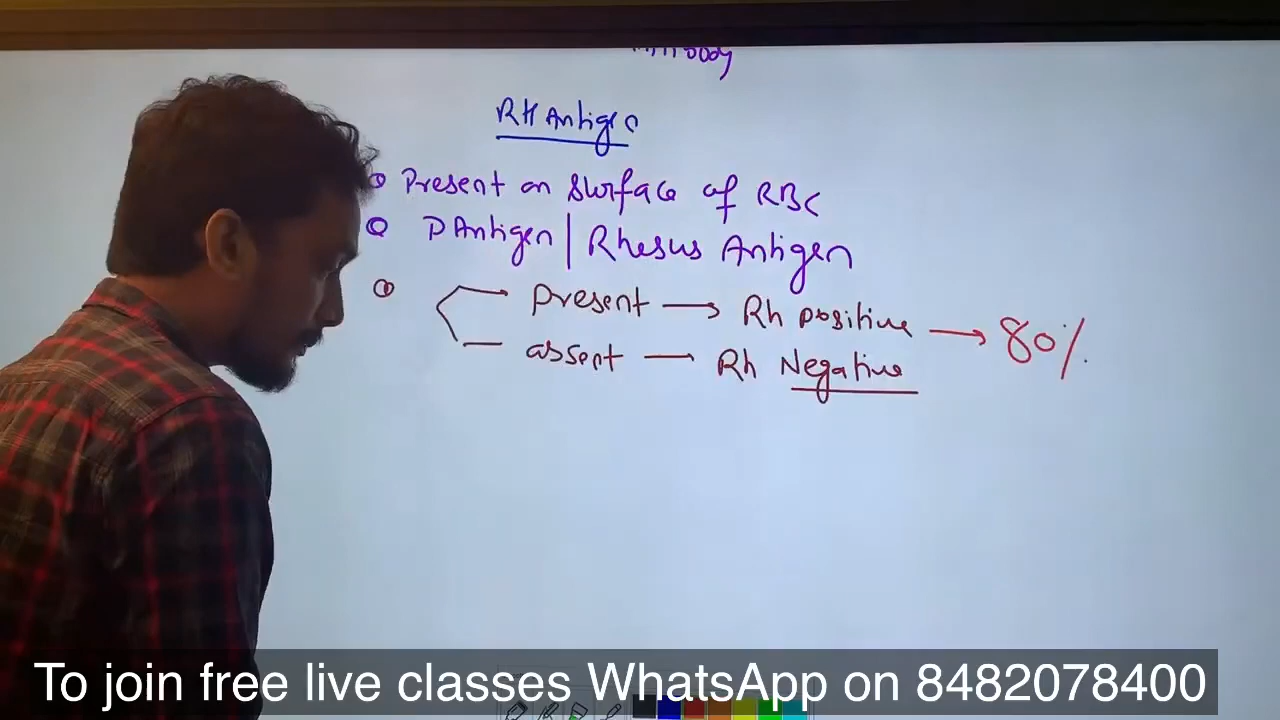 RH Antigen
Present on surface of RBC
D Antigen | Rhesus Antigen
Present → Rh positive → 80%
absent — Rh Negative
To join free live classes WhatsApp on 8482078400